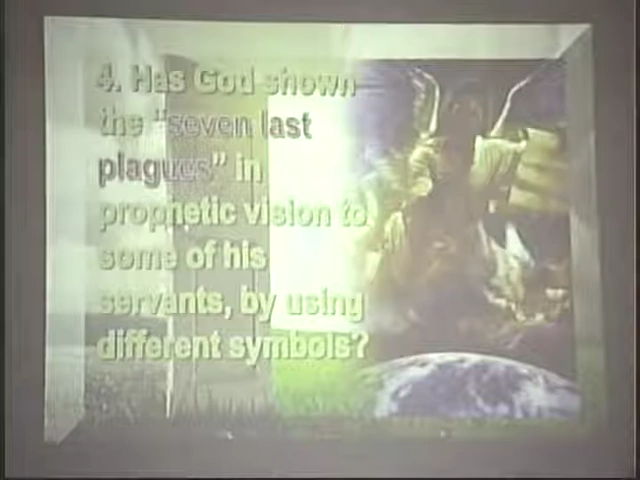 4. Has God shown
the "seven last
plagues" in
prophetic vision to
some of his
servants, by using
different symbols?